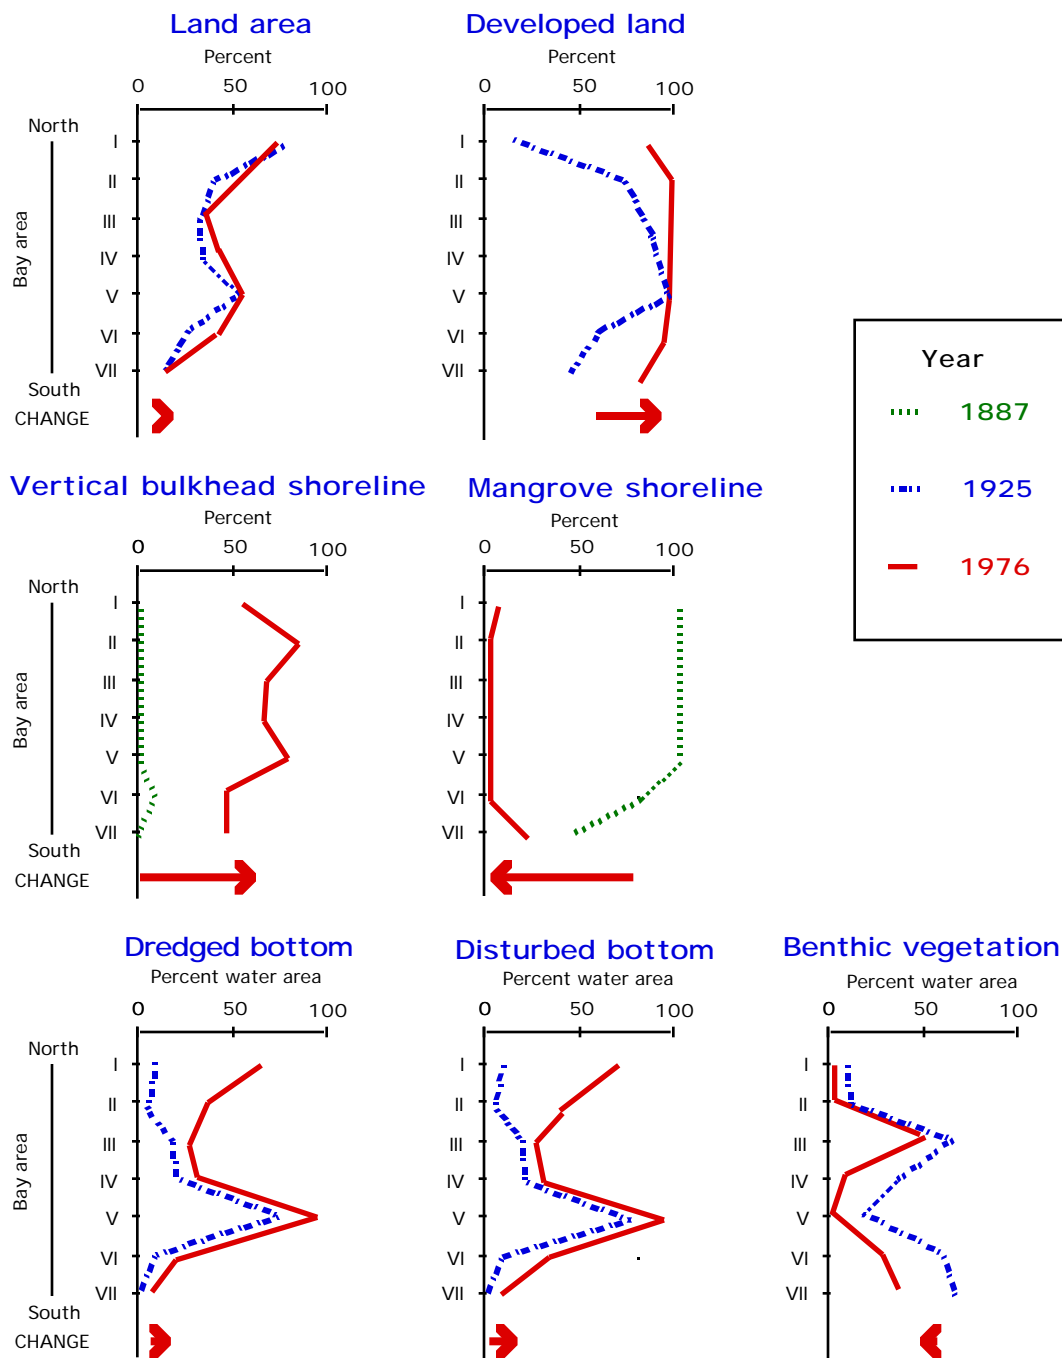 Land area
Developed land
Percent
Percent
0 50 100
0 50 100
North
I
II
III
IV
V
VI
VII
South
Bay area
CHANGE
I
II
III
IV
V
VI
VII
Year
1887
1925
1976
Vertical bulkhead shoreline
Mangrove shoreline
Percent
Percent
0 50 100
0 50 100
North
I
II
III
IV
V
VI
VII
South
Bay area
CHANGE
I
II
III
IV
V
VI
VII
Dredged bottom
Disturbed bottom
Benthic vegetation
Percent water area
Percent water area
Percent water area
0 50 100
0 50 100
0 50 100
North
I
II
III
IV
V
VI
VII
South
Bay area
CHANGE
I
II
III
IV
V
VI
VII
I
II
III
IV
V
VI
VII